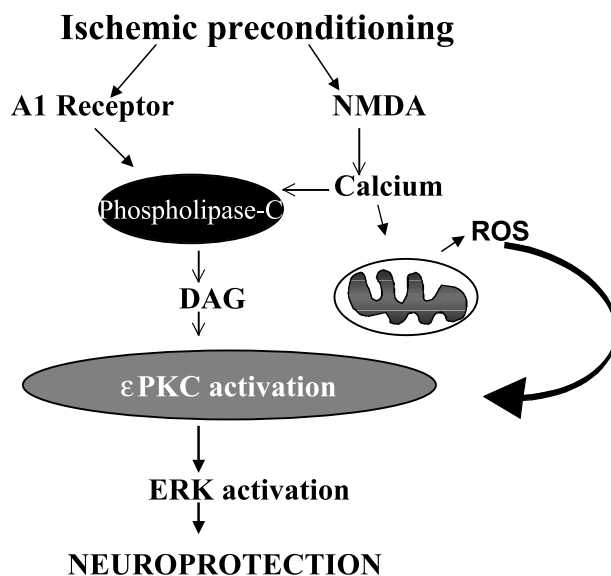 Ischemic preconditioning
A1 Receptor
NMDA
Calcium
Phospholipase-C
ROS
DAG
εPKC activation
ERK activation
NEUROPROTECTION